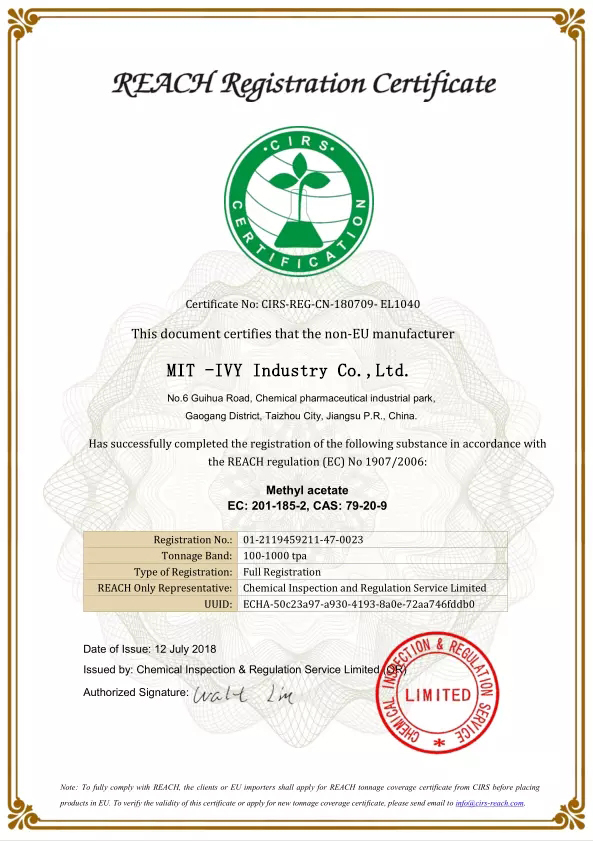 REACH Registration Certificate
·CIRS·
CERTIFICATION
Certificate No: CIRS-REG-CN-180709- EL1040
This document certifies that the non-EU manufacturer
MIT -IVY Industry Co.,Ltd.
No.6 Guihua Road, Chemical pharmaceutical industrial park,
Gaogang District, Taizhou City, Jiangsu P.R., China.
Has successfully completed the registration of the following substance in accordance with
the REACH regulation (EC) No 1907/2006:
Methyl acetate
EC: 201-185-2, CAS: 79-20-9
Registration No.: 01-2119459211-47-0023
Tonnage Band: 100-1000 tpa
Type of Registration: Full Registration
REACH Only Representative: Chemical Inspection and Regulation Service Limited
UUID: ECHA-50c23a97-a930-4193-8a0e-72aa746fddb0
Date of Issue: 12 July 2018
Issued by: Chemical Inspection & Regulation Service Limited (OR)
Authorized Signature:
CHEMICAL INSPECTION & REGULATION SERVICE
LIMITED
*
Note: To fully comply with REACH, the clients or EU importers shall apply for REACH tonnage coverage certificate from CIRS before placing
products in EU. To verify the validity of this certificate or apply for new tonnage coverage certificate, please send email to info@cirs-reach.com.